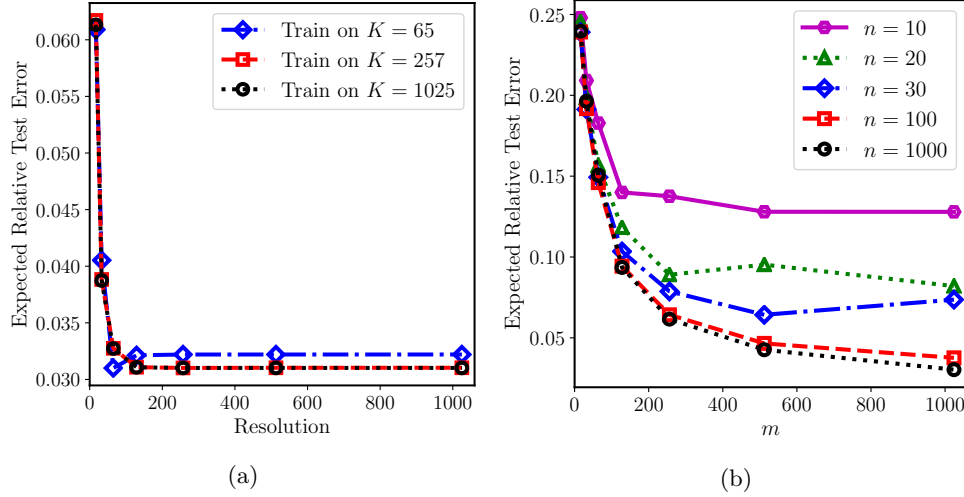 Expected Relative Test Error
0.060
0.055
0.050
0.045
0.040
0.035
0.030
0 200 400 600 800 1000
Resolution
Train on K = 65
Train on K = 257
Train on K = 1025
(a)
Expected Relative Test Error
0.25
0.20
0.15
0.10
0.05
0 200 400 600 800 1000
m
n = 10
n = 20
n = 30
n = 100
n = 1000
(b)